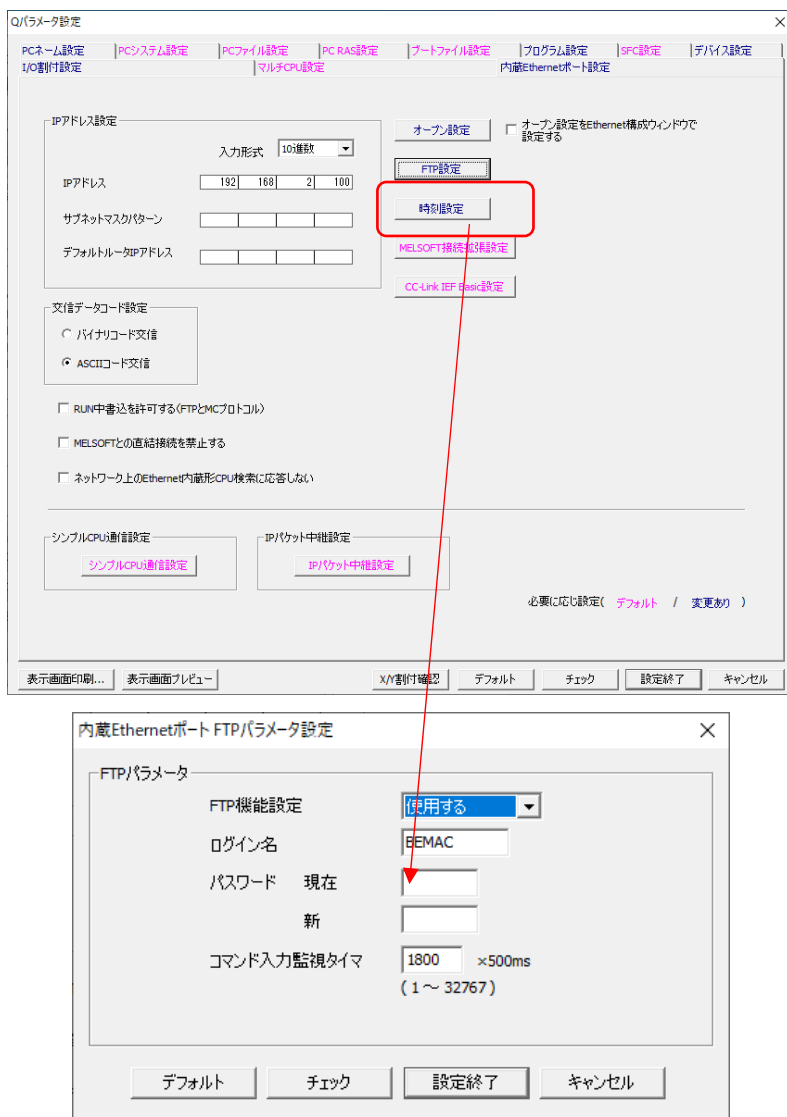 Qパラメータ設定
PCネーム設定 PCシステム設定 PCファイル設定 PC RAS設定 ブートファイル設定 プログラム設定 SFC設定 デバイス設定
I/O割付設定 マルチCPU設定 内蔵Ethernetポート設定
IPアドレス設定
入力形式 10進数
IPアドレス 192 168 2 100
サブネットマスクパターン
デフォルトルータIPアドレス
オープン設定
オープン設定をEthernet構成ウィンドウで
設定する
FTP設定
時刻設定
MELSOFT接続拡張設定
CC-Link IEF Basic設定
交信データコード設定
バイナリコード交信
ASCIIコード交信
RUN中書込を許可する(FTPとMCプロトコル)
MELSOFTとの直結接続を禁止する
ネットワーク上のEthernet内蔵形CPU検索に応答しない
シンプルCPU通信設定
シンプルCPU通信設定
IPパケット中継設定
IPパケット中継設定
必要に応じ設定( デフォルト / 変更あり )
表示画面印刷... 表示画面プレビュー X/Y割付確認 デフォルト チェック 設定終了 キャンセル
内蔵Ethernetポート FTPパラメータ設定
FTPパラメータ
FTP機能設定 使用する
ログイン名 BEMAC
パスワード 現在
新
コマンド入力監視タイマ 1800 ×500ms
(1～32767)
デフォルト チェック 設定終了 キャンセル